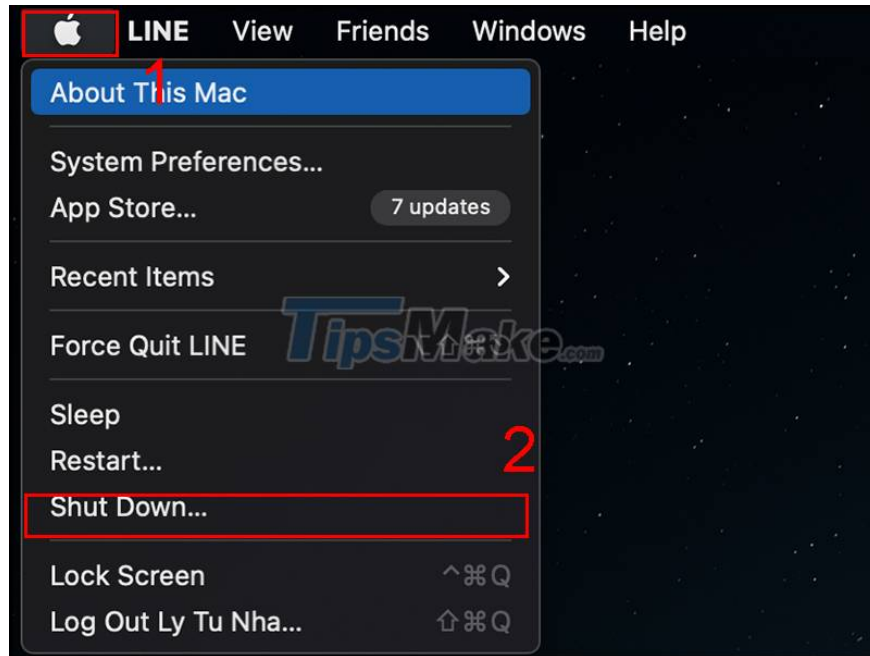 LINE View Friends Windows Help
1
About This Mac
System Preferences...
App Store... 7 updates
Recent Items
Force Quit LINE
TipsMake.com
Sleep
Restart...
2
Shut Down...
Lock Screen ^⌘Q
Log Out Ly Tu Nha... ⇧⌘Q